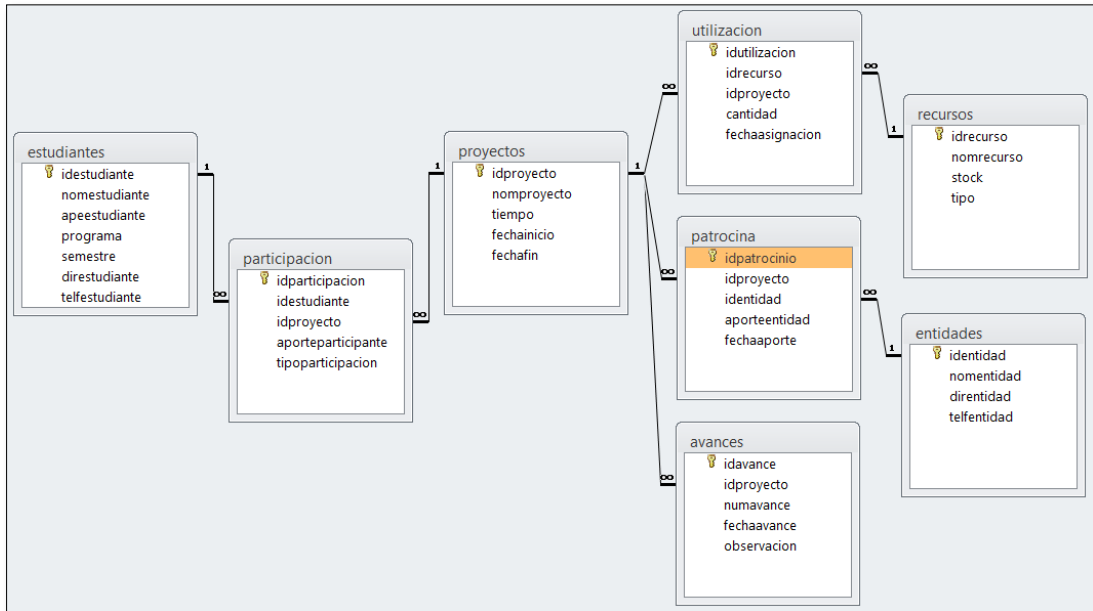 estudiantes
idestudiante
nomestudiante
apeestudiante
programa
semestre
direstudiante
telfestudiante
1
∞
participacion
idparticipacion
idestudiante
idproyecto
aporteparticipante
tipoparticipacion
∞
1
proyectos
idproyecto
nomproyecto
tiempo
fechainicio
fechafin
1
∞
utilizacion
idutilizacion
idrecurso
idproyecto
cantidad
fechaasignacion
∞
1
recursos
idrecurso
nomrecurso
stock
tipo
∞
patrocina
idpatrocinio
idproyecto
identidad
aporteentidad
fechaaporte
∞
1
entidades
identidad
nomentidad
direntidad
telfentidad
∞
avances
idavance
idproyecto
numavance
fechaavance
observacion